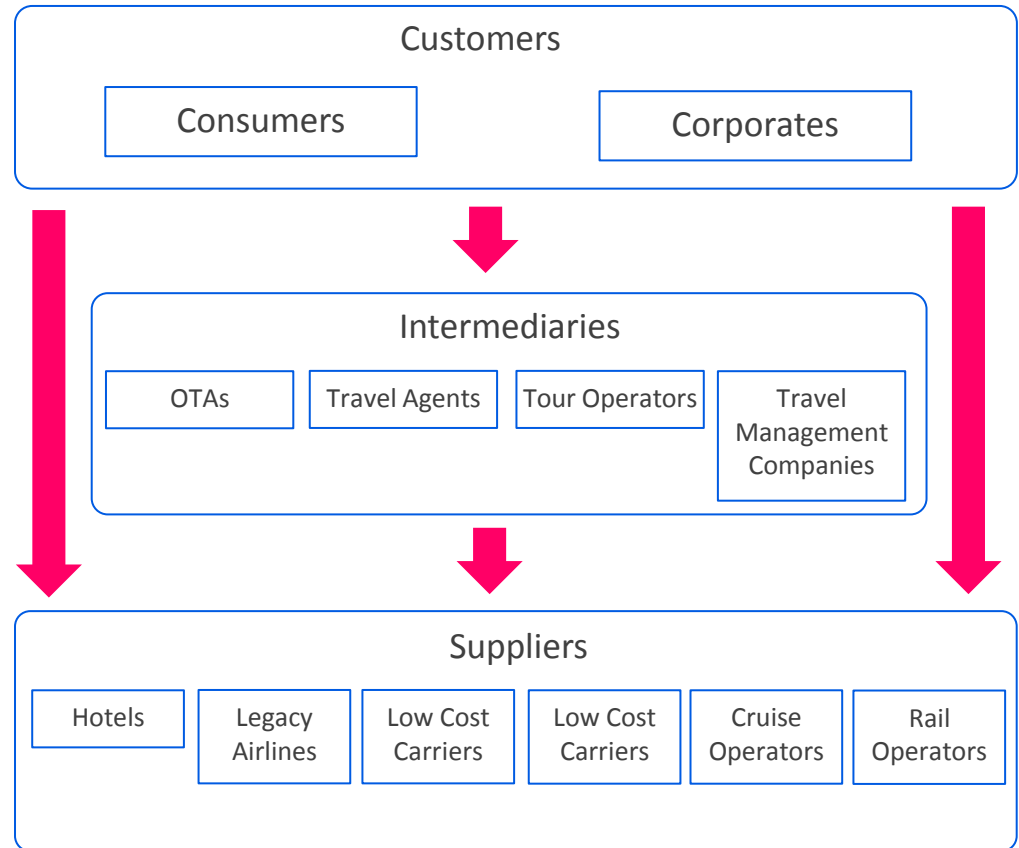 Customers
Consumers
Corporates
Intermediaries
OTAs
Travel Agents
Tour Operators
Travel
Management
Companies
Suppliers
Hotels
Legacy
Airlines
Low Cost
Carriers
Low Cost
Carriers
Cruise
Operators
Rail
Operators